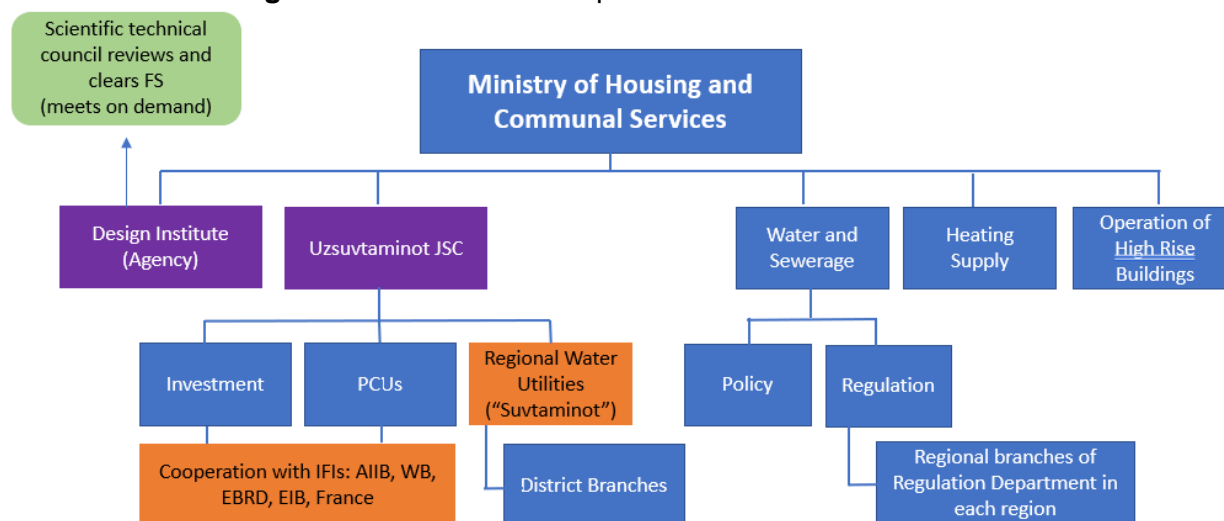 Scientific technical
council reviews and
clears FS
(meets on demand)
Ministry of Housing and
Communal Services
Design Institute
(Agency)
Uzsuvtaminot JSC
Water and
Sewerage
Heating
Supply
Operation of
High Rise
Buildings
Investment
PCUs
Regional Water
Utilities
(“Suvtaminot”)
Policy
Regulation
Cooperation with IFIs: AIIB, WB,
EBRD, EIB, France
District Branches
Regional branches of
Regulation Department in
each region